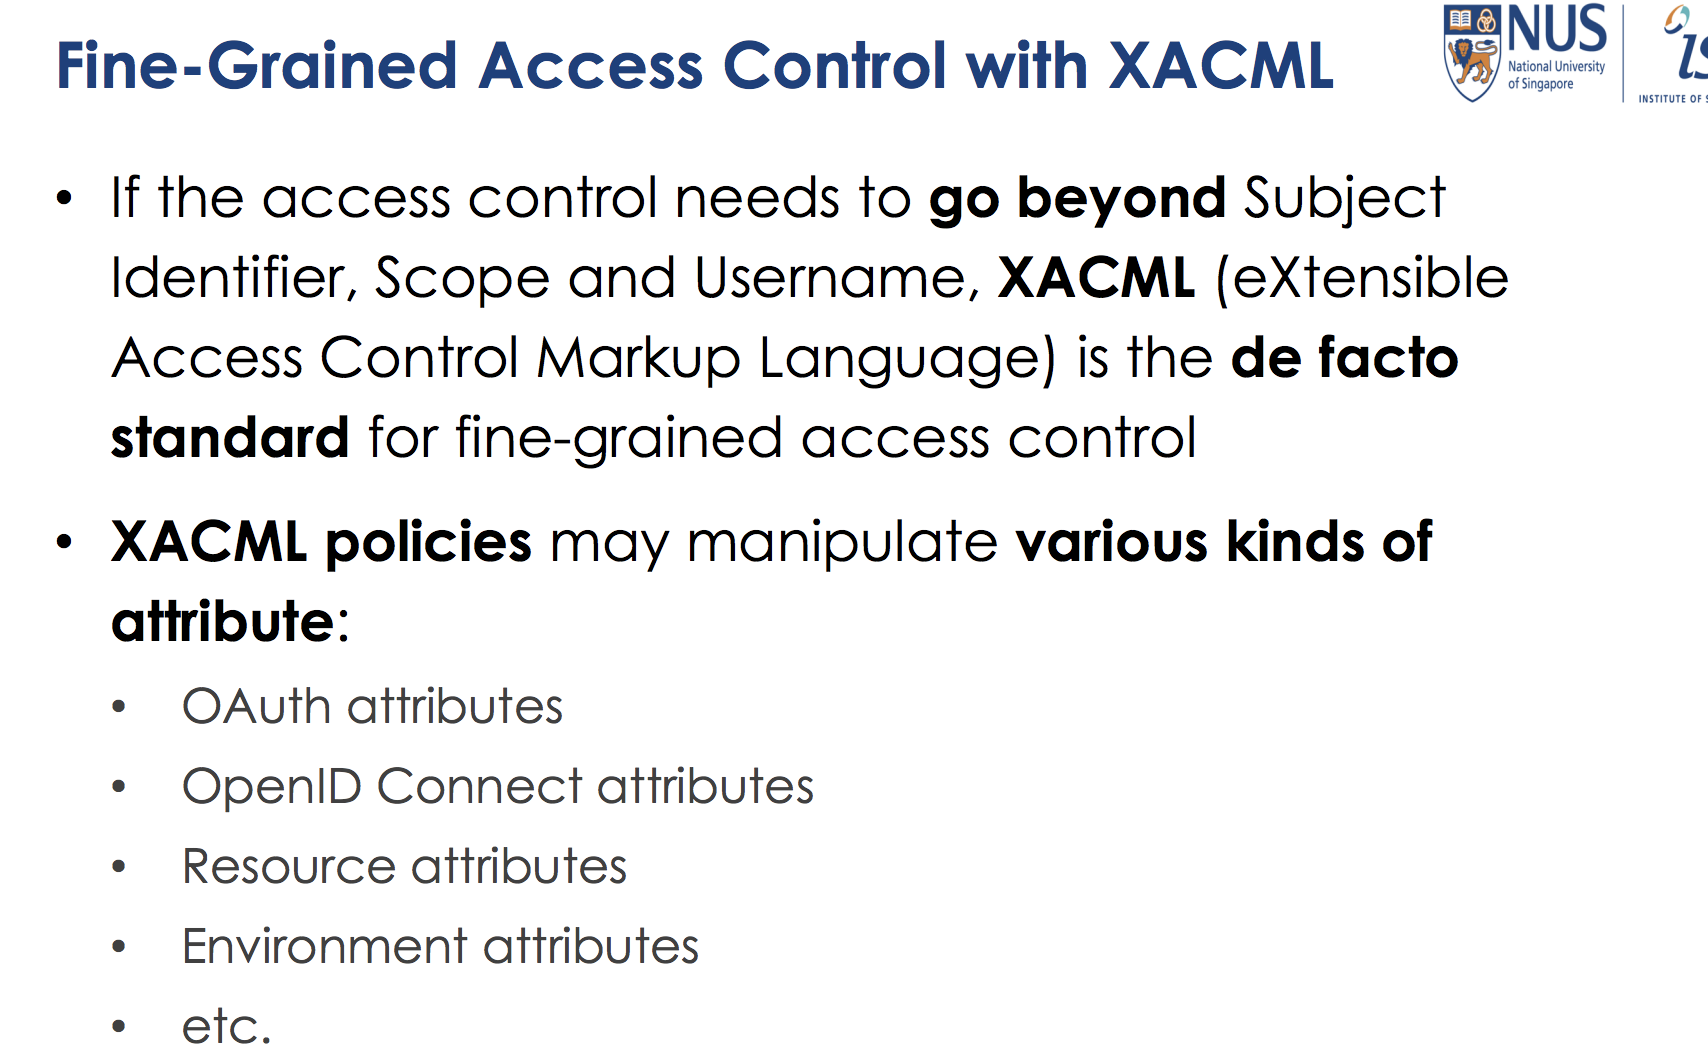 Fine-Grained Access Control with XACML
NUS
National University
of Singapore
INSTITUTE OF
• If the access control needs to go beyond Subject
Identifier, Scope and Username, XACML (eXtensible
Access Control Markup Language) is the de facto
standard for fine-grained access control
• XACML policies may manipulate various kinds of
attribute:
• OAuth attributes
• OpenID Connect attributes
• Resource attributes
• Environment attributes
• etc.